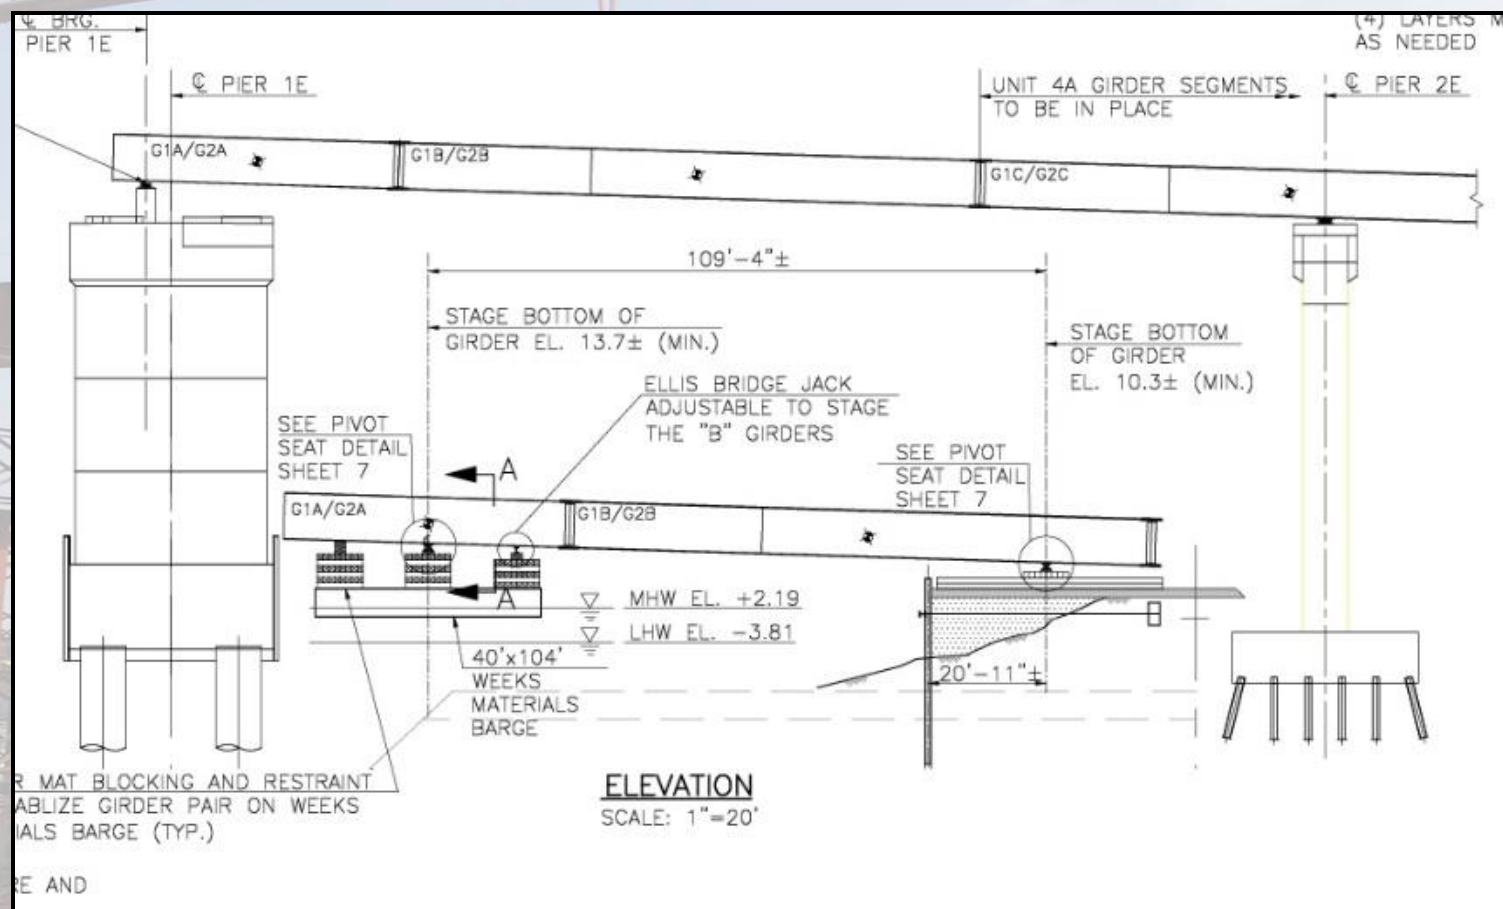 ℄ BRG.
PIER 1E
℄ PIER 1E
(4) LAYERS
AS NEEDED
UNIT 4A GIRDER SEGMENTS
TO BE IN PLACE
℄ PIER 2E
G1A/G2A
G1B/G2B
G1C/G2C
109'-4"±
STAGE BOTTOM OF
GIRDER EL. 13.7± (MIN.)
STAGE BOTTOM
OF GIRDER
EL. 10.3± (MIN.)
ELLIS BRIDGE JACK
ADJUSTABLE TO STAGE
THE "B" GIRDERS
SEE PIVOT
SEAT DETAIL
SHEET 7
A
SEE PIVOT
SEAT DETAIL
SHEET 7
G1A/G2A
G1B/G2B
A
MHW EL. +2.19
LHW EL. -3.81
40'x104'
WEEKS
MATERIALS
BARGE
20'-11"±
R MAT BLOCKING AND RESTRAINT
ABLIZE GIRDER PAIR ON WEEKS
IALS BARGE (TYP.)
ELEVATION
SCALE: 1"=20'
RE AND